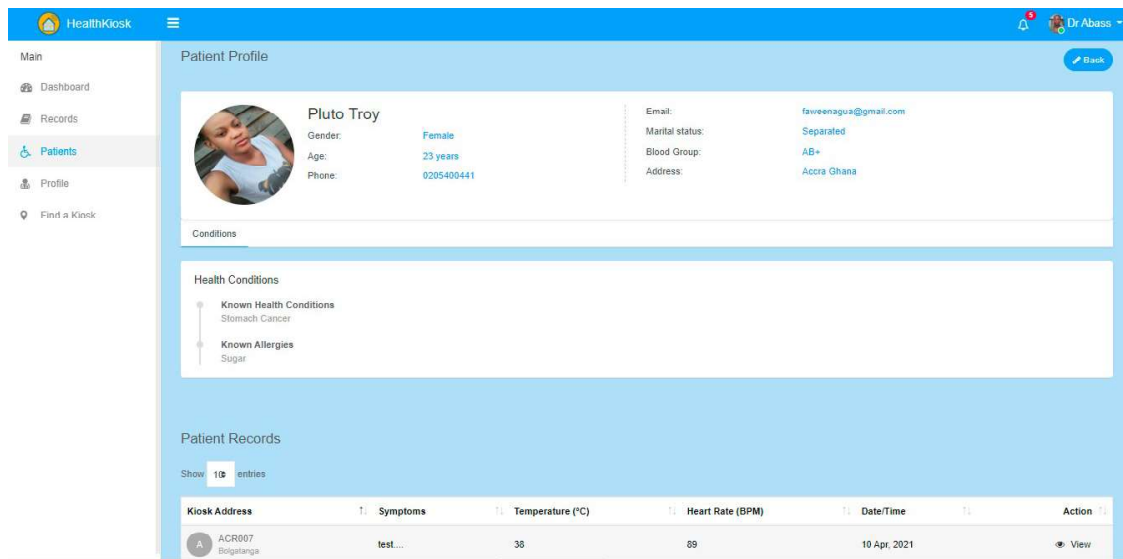 HealthKiosk
5
Dr Abass
Main
Dashboard
Records
Patients
Profile
Find a Kiosk
Patient Profile
Back
Pluto Troy
Gender: Female
Age: 23 years
Phone: 0205400441
Email: faweenagua@gmail.com
Marital status: Separated
Blood Group: AB+
Address: Accra Ghana
Conditions
Health Conditions
Known Health Conditions
Stomach Cancer
Known Allergies
Sugar
Patient Records
Show 10 entries
Kiosk Address Symptoms Temperature (°C) Heart Rate (BPM) Date/Time Action
A ACR007 test.... 38 89 10 Apr, 2021 View
Bolgatanga